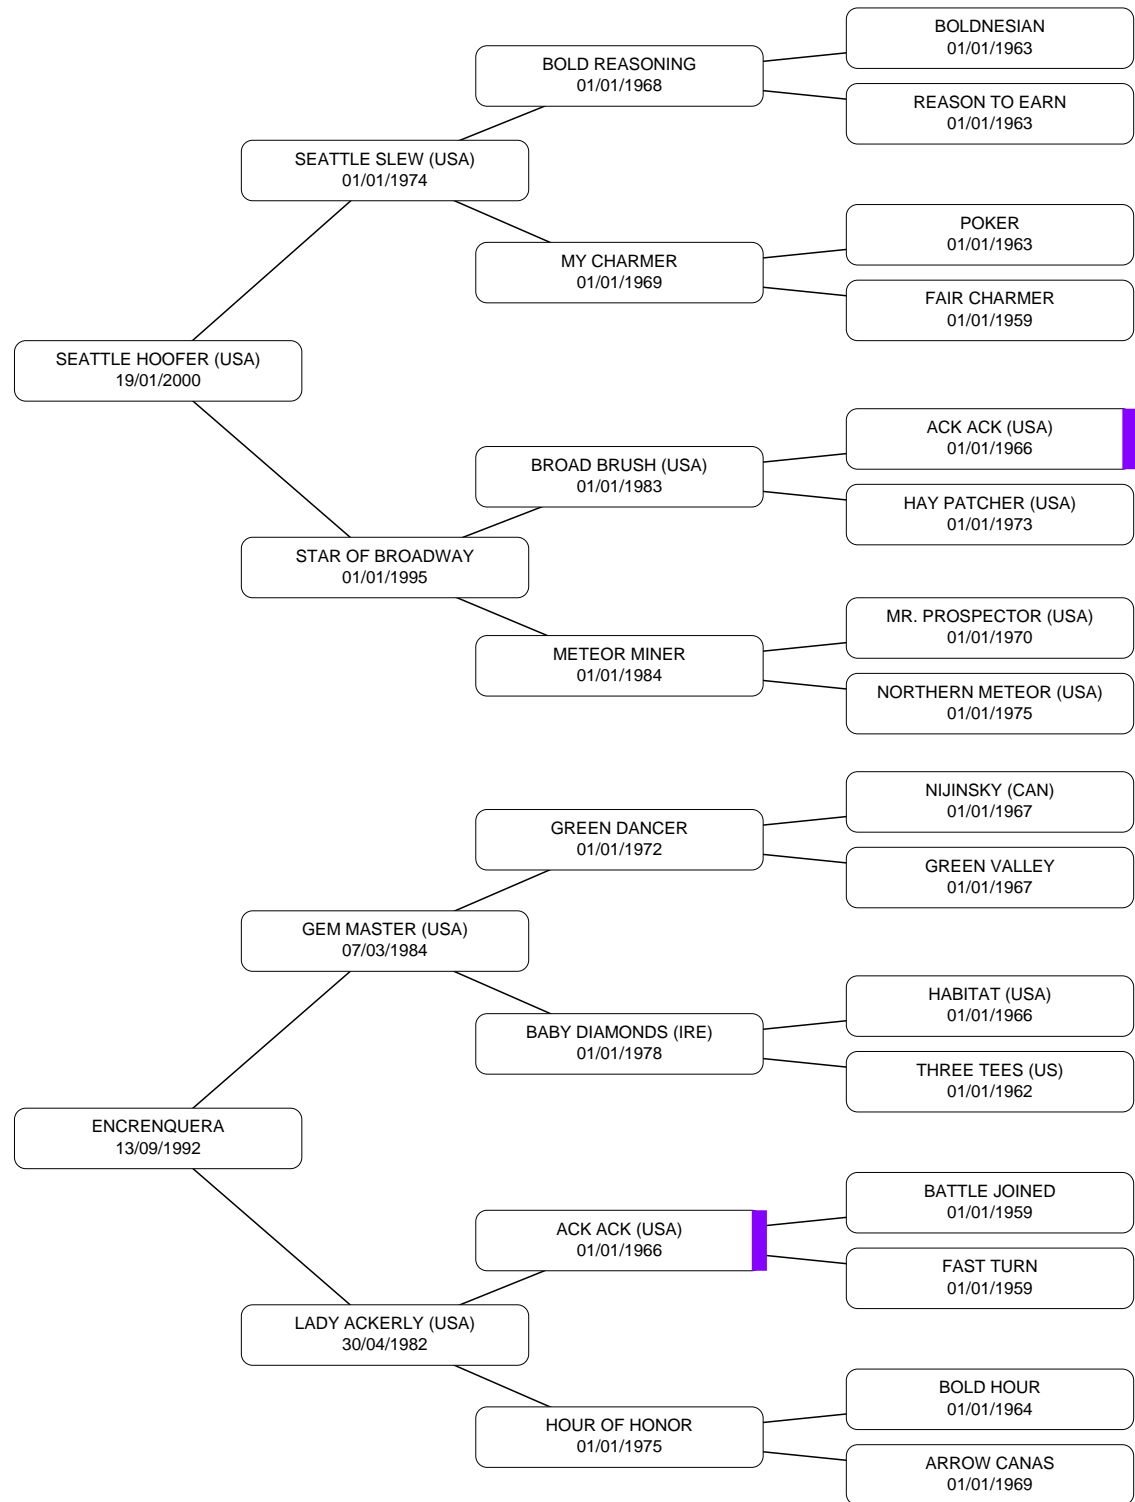 BOLDNESIAN
01/01/1963
BOLD REASONING
01/01/1968
REASON TO EARN
01/01/1963
SEATTLE SLEW (USA)
01/01/1974
POKER
01/01/1963
MY CHARMER
01/01/1969
FAIR CHARMER
01/01/1959
SEATTLE HOOFER (USA)
19/01/2000
ACK ACK (USA)
01/01/1966
BROAD BRUSH (USA)
01/01/1983
HAY PATCHER (USA)
01/01/1973
STAR OF BROADWAY
01/01/1995
MR. PROSPECTOR (USA)
01/01/1970
METEOR MINER
01/01/1984
NORTHERN METEOR (USA)
01/01/1975
NIJINSKY (CAN)
01/01/1967
GREEN DANCER
01/01/1972
GREEN VALLEY
01/01/1967
GEM MASTER (USA)
07/03/1984
HABITAT (USA)
01/01/1966
BABY DIAMONDS (IRE)
01/01/1978
THREE TEES (US)
01/01/1962
ENCRENQUERA
13/09/1992
BATTLE JOINED
01/01/1959
ACK ACK (USA)
01/01/1966
FAST TURN
01/01/1959
LADY ACKERLY (USA)
30/04/1982
BOLD HOUR
01/01/1964
HOUR OF HONOR
01/01/1975
ARROW CANAS
01/01/1969